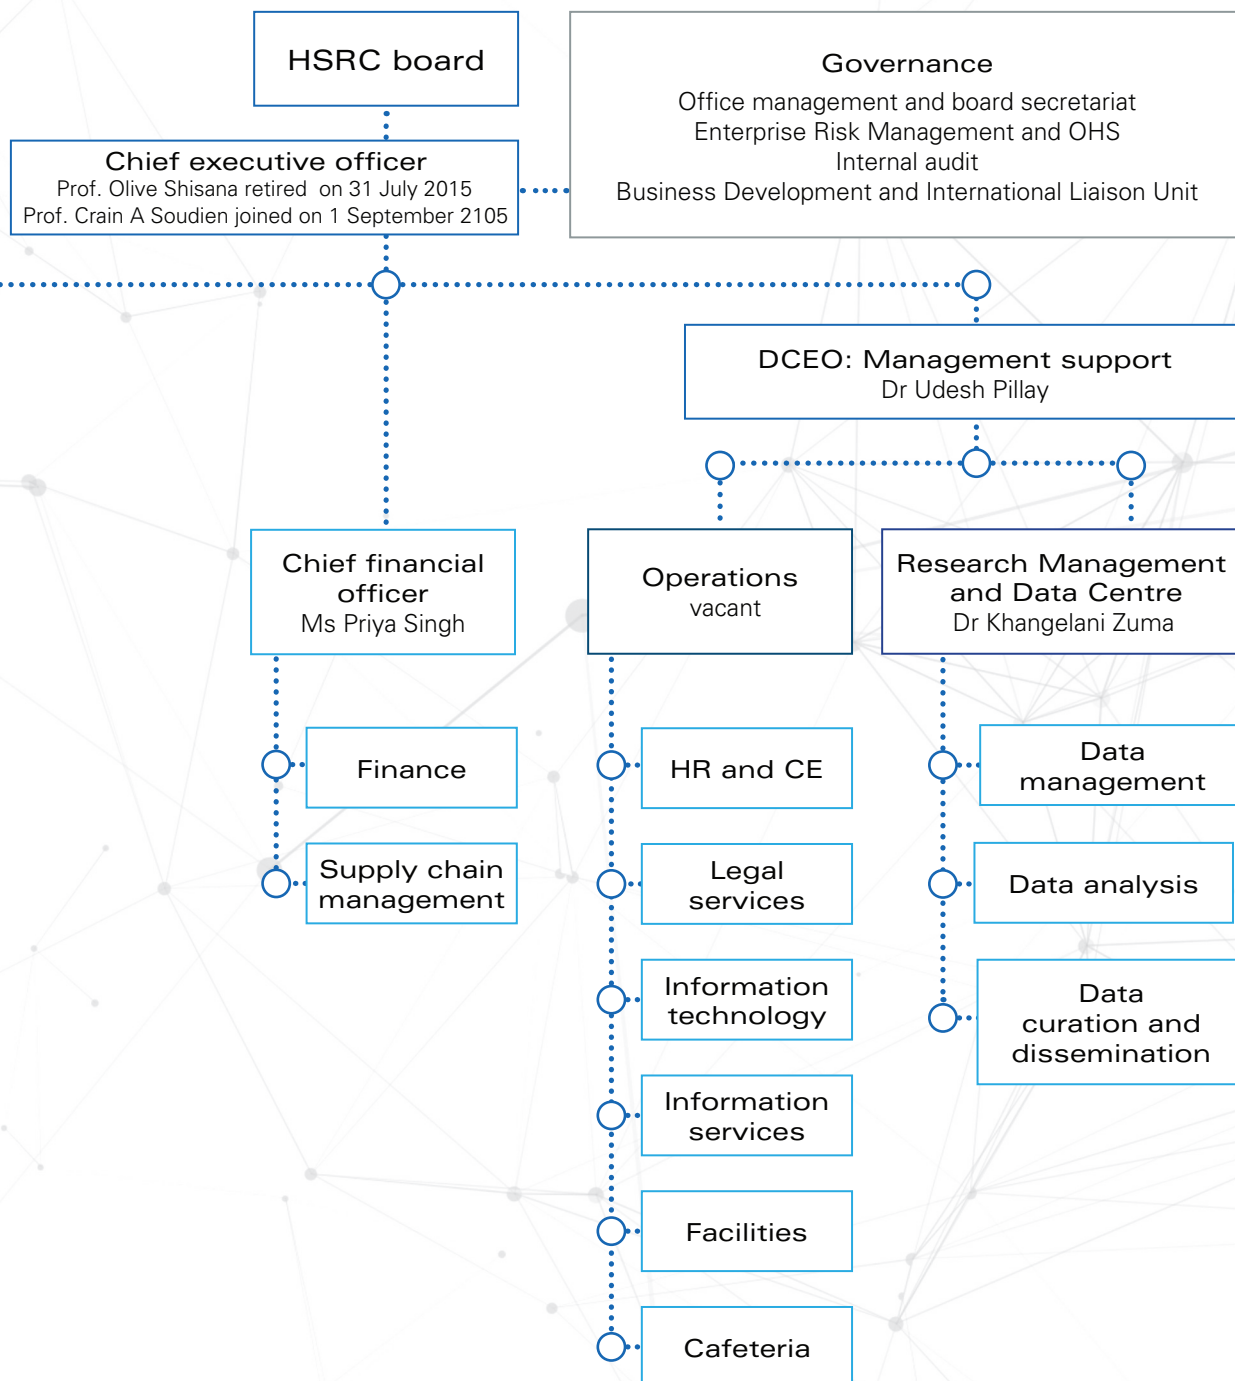 HSRC board
Governance
Office management and board secretariat
Enterprise Risk Management and OHS
Internal audit
Business Development and International Liaison Unit
Chief executive officer
Prof. Olive Shisana retired on 31 July 2015
Prof. Crain A Soudien joined on 1 September 2105
DCEO: Management support
Dr Udesh Pillay
Chief financial
officer
Ms Priya Singh
Operations
vacant
Research Management
and Data Centre
Dr Khangelani Zuma
Finance
Supply chain
management
HR and CE
Legal
services
Information
technology
Information
services
Facilities
Cafeteria
Data
management
Data analysis
Data
curation and
dissemination